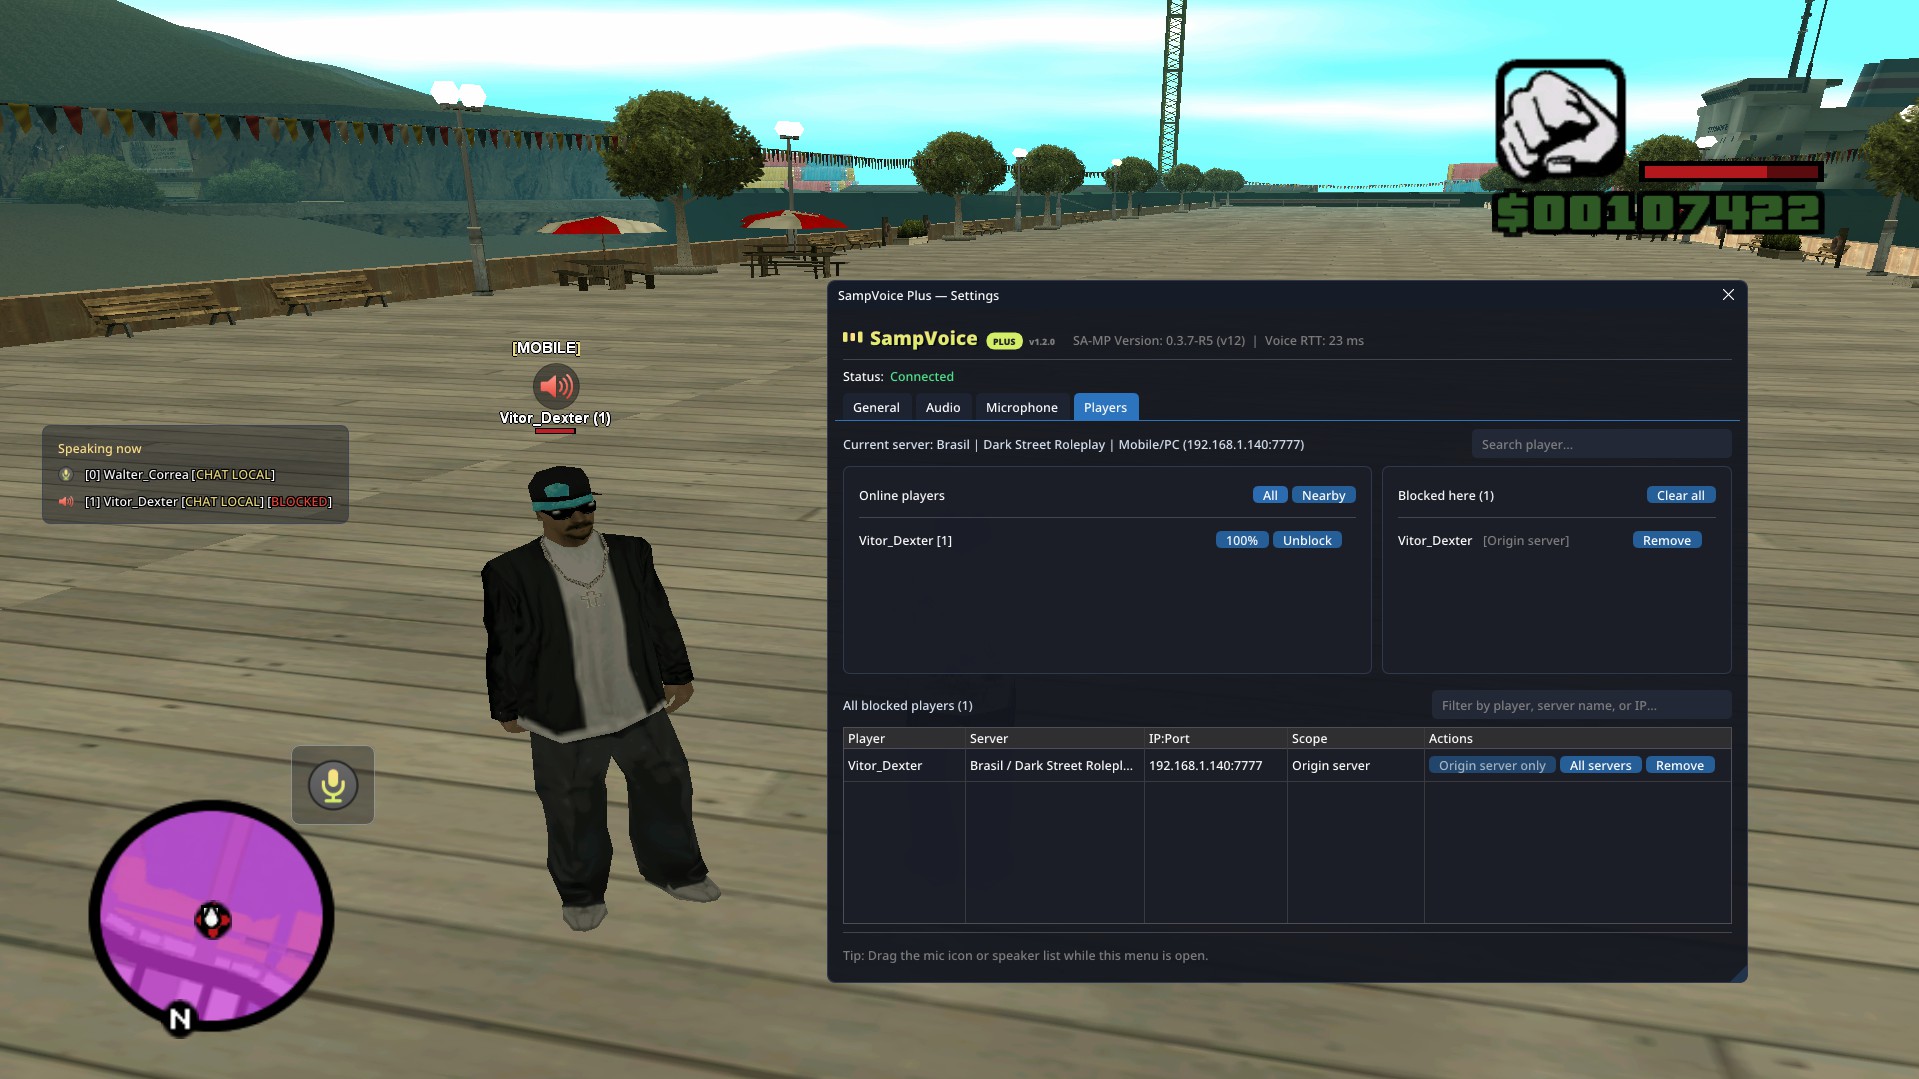 $00107422
[MOBILE]
Vitor_Dexter (1)
Speaking now
[0] Walter_Correa [CHAT LOCAL]
[1] Vitor_Dexter [CHAT LOCAL] [BLOCKED]
N
SampVoice Plus — Settings
SampVoice PLUS v1.2.0 SA-MP Version: 0.3.7-R5 (v12) | Voice RTT: 23 ms
Status: Connected
General Audio Microphone Players
Current server: Brasil | Dark Street Roleplay | Mobile/PC (192.168.1.140:7777) Search player...
Online players All Nearby
Vitor_Dexter [1] 100% Unblock
Blocked here (1) Clear all
Vitor_Dexter [Origin server] Remove
All blocked players (1) Filter by player, server name, or IP...
Player Server IP:Port Scope Actions
Vitor_Dexter Brasil / Dark Street Rolepl... 192.168.1.140:7777 Origin server Origin server only All servers Remove
Tip: Drag the mic icon or speaker list while this menu is open.